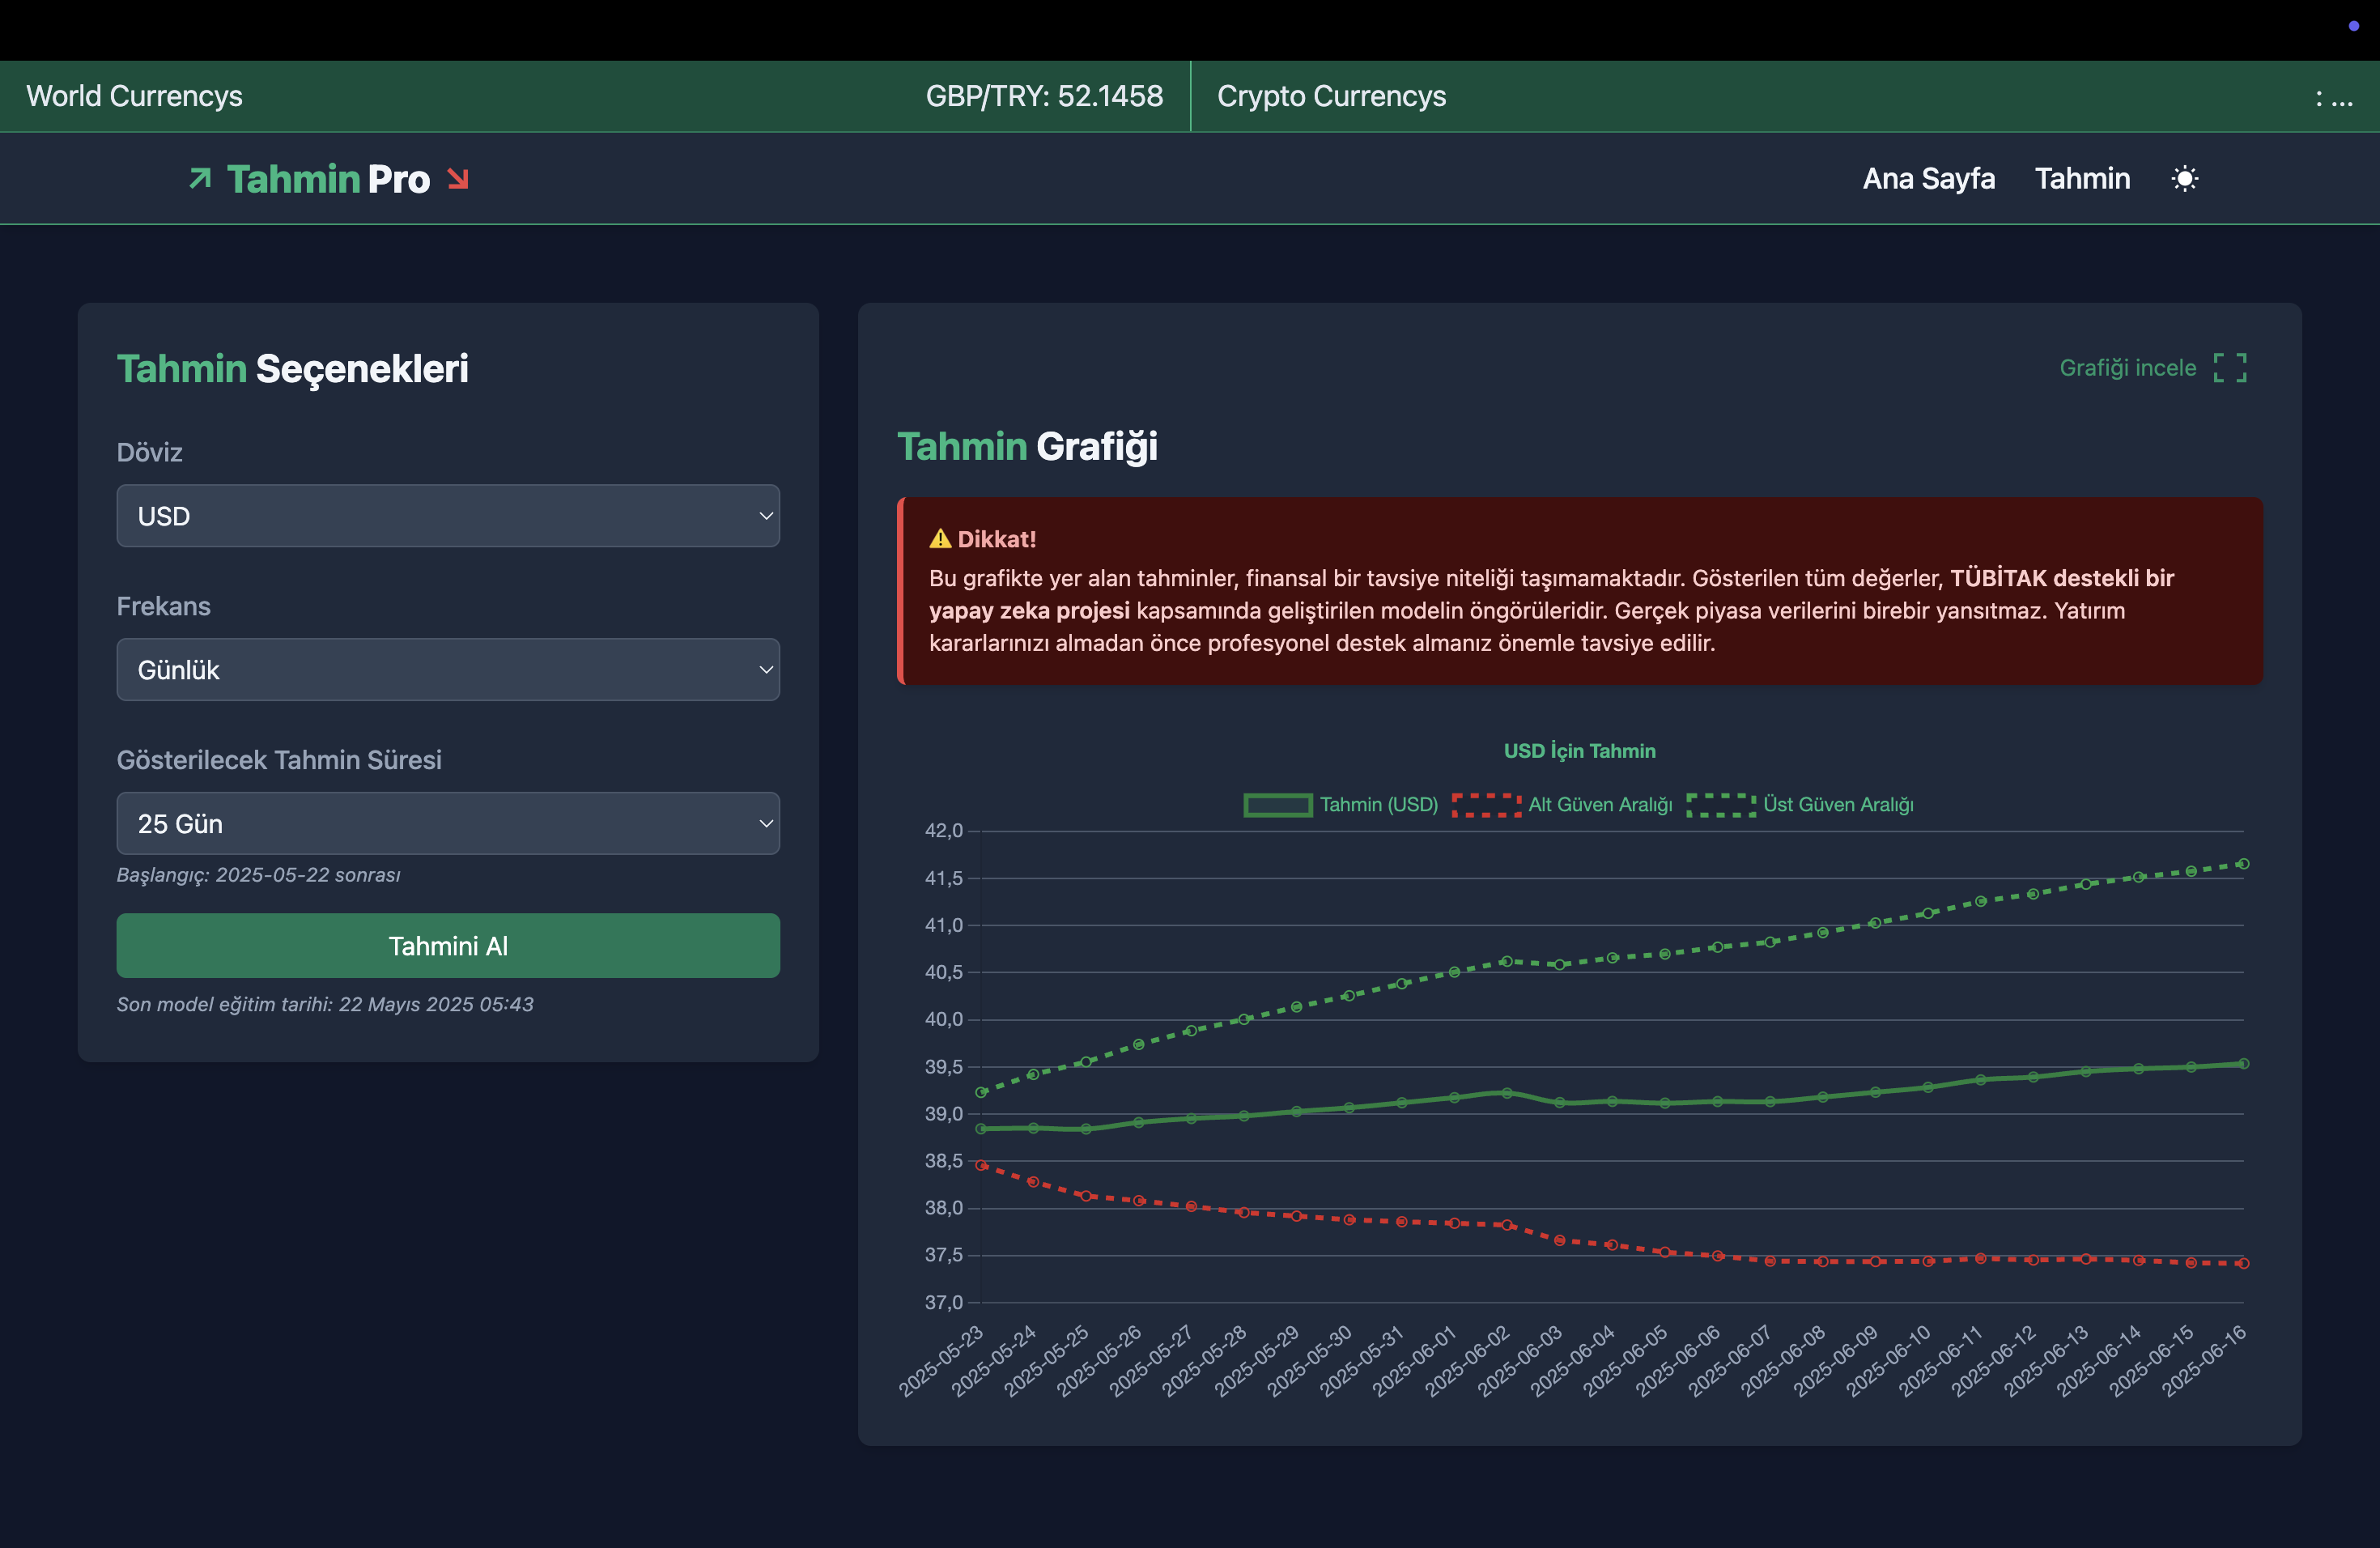 World Currencys
GBP/TRY: 52.1458
Crypto Currencys
: ...
Tahmin Pro
Ana Sayfa
Tahmin
Tahmin Seçenekleri
Döviz
USD
Frekans
Günlük
Gösterilecek Tahmin Süresi
25 Gün
Başlangıç: 2025-05-22 sonrası
Tahmini Al
Son model eğitim tarihi: 22 Mayıs 2025 05:43
Grafiği incele
Tahmin Grafiği
⚠️ Dikkat!
Bu grafikte yer alan tahminler, finansal bir tavsiye niteliği taşımamaktadır. Gösterilen tüm değerler, TÜBİTAK destekli bir
yapay zeka projesi kapsamında geliştirilen modelin öngörüleridir. Gerçek piyasa verilerini birebir yansıtmaz. Yatırım
kararlarınızı almadan önce profesyonel destek almanız önemle tavsiye edilir.
USD İçin Tahmin
Tahmin (USD)
Alt Güven Aralığı
Üst Güven Aralığı
42,0
41,5
41,0
40,5
40,0
39,5
39,0
38,5
38,0
37,5
37,0
2025-05-23
2025-05-24
2025-05-25
2025-05-26
2025-05-27
2025-05-28
2025-05-29
2025-05-30
2025-05-31
2025-06-01
2025-06-02
2025-06-03
2025-06-04
2025-06-05
2025-06-06
2025-06-07
2025-06-08
2025-06-09
2025-06-10
2025-06-11
2025-06-12
2025-06-13
2025-06-14
2025-06-15
2025-06-16